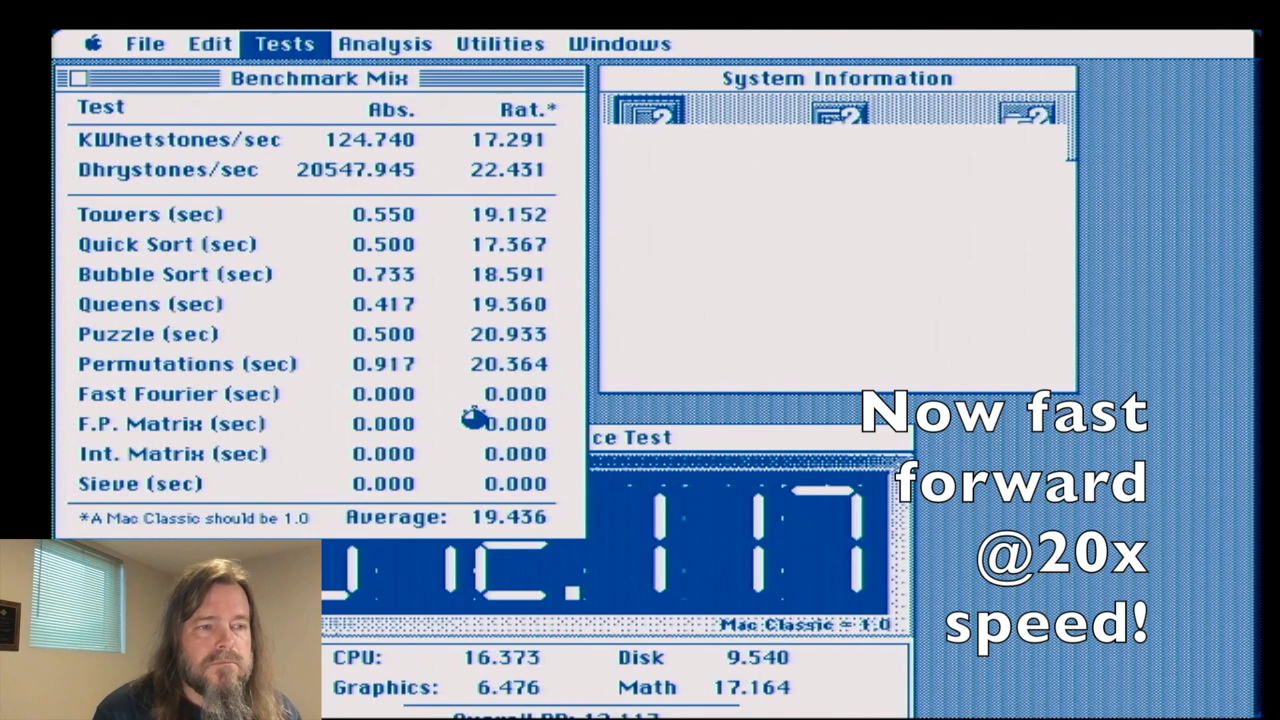 File Edit Tests Analysis Utilities Windows
Benchmark Mix
Test Abs. Rat.*
KWhetstones/sec 124.740 17.291
Dhrystones/sec 20547.945 22.431
Towers (sec) 0.550 19.152
Quick Sort (sec) 0.500 17.367
Bubble Sort (sec) 0.733 18.591
Queens (sec) 0.417 19.360
Puzzle (sec) 0.500 20.933
Permutations (sec) 0.917 20.364
Fast Fourier (sec) 0.000 0.000
F.P. Matrix (sec) 0.000 0.000
Int. Matrix (sec) 0.000 0.000
Sieve (sec) 0.000 0.000
*A Mac Classic should be 1.0 Average: 19.436
System Information
ce Test
.117
Mac Classic = 1.0
CPU: 16.373 Disk 9.540
Graphics: 6.476 Math 17.164
Now fast
forward
@20x
speed!